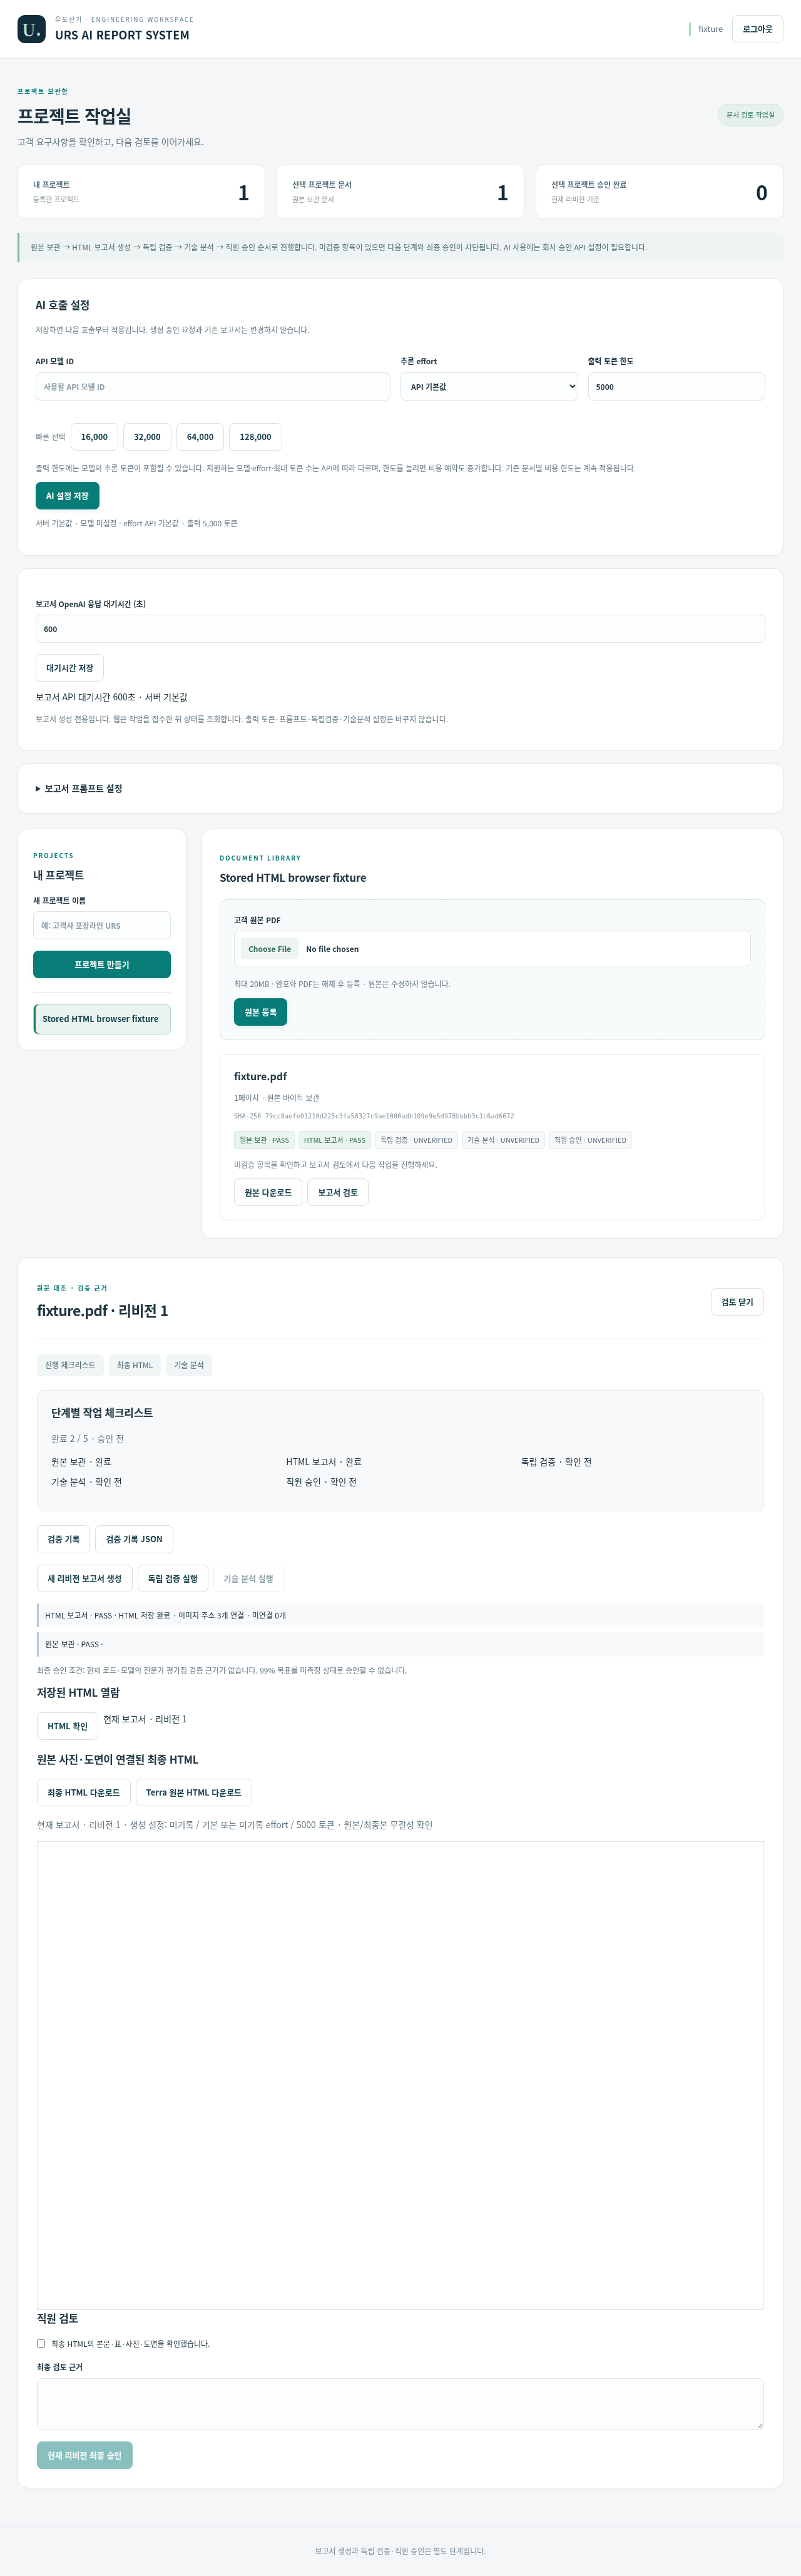 U.
우도산기 · ENGINEERING WORKSPACE
URS AI REPORT SYSTEM
fixture
로그아웃
프로젝트 보관함
프로젝트 작업실
문서 검토 작업실
고객 요구사항을 확인하고, 다음 검토를 이어가세요.
내 프로젝트
등록한 프로젝트
1
선택 프로젝트 문서
원본 보관 문서
1
선택 프로젝트 승인 완료
현재 리비전 기준
0
원본 보관 → HTML 보고서 생성 → 독립 검증 → 기술 분석 → 직원 승인 순서로 진행합니다. 미검증 항목이 있으면 다음 단계와 최종 승인이 차단됩니다. AI 사용에는 회사 승인 API 설정이 필요합니다.
AI 호출 설정
저장하면 다음 호출부터 적용됩니다. 생성 중인 요청과 기존 보고서는 변경하지 않습니다.
API 모델 ID
추론 effort
출력 토큰 한도
사용할 API 모델 ID
API 기본값
5000
빠른 선택
16,000
32,000
64,000
128,000
출력 한도에는 모델의 추론 토큰이 포함될 수 있습니다. 지원하는 모델·effort·최대 토큰 수는 API에 따라 다르며, 한도를 늘리면 비용 예약도 증가합니다. 기존 문서별 비용 한도는 계속 적용됩니다.
AI 설정 저장
서버 기본값 · 모델 미설정 · effort API 기본값 · 출력 5,000 토큰
보고서 OpenAI 응답 대기시간 (초)
600
대기시간 저장
보고서 API 대기시간 600초 · 서버 기본값
보고서 생성 전용입니다. 웹은 작업을 접수한 뒤 상태를 조회합니다. 출력 토큰·프롬프트·독립검증·기술분석 설정은 바꾸지 않습니다.
▶ 보고서 프롬프트 설정
PROJECTS
내 프로젝트
새 프로젝트 이름
예: 고객사 포장라인 URS
프로젝트 만들기
Stored HTML browser fixture
DOCUMENT LIBRARY
Stored HTML browser fixture
고객 원본 PDF
Choose File No file chosen
최대 20MB · 암호화 PDF는 해제 후 등록 · 원본은 수정하지 않습니다.
원본 등록
fixture.pdf
1페이지 · 원본 바이트 보관
SHA-256 79cc8aefe01210d225c3fa58327c9ae1000adb109e9e5d978bbbb3c1c6ad6672
원본 보관 · PASS
HTML 보고서 · PASS
독립 검증 · UNVERIFIED
기술 분석 · UNVERIFIED
직원 승인 · UNVERIFIED
미검증 항목을 확인하고 보고서 검토에서 다음 작업을 진행하세요.
원본 다운로드
보고서 검토
원문 대조 · 검증 근거
fixture.pdf · 리비전 1
검토 닫기
진행 체크리스트
최종 HTML
기술 분석
단계별 작업 체크리스트
완료 2 / 5 · 승인 전
원본 보관 · 완료
HTML 보고서 · 완료
독립 검증 · 확인 전
기술 분석 · 확인 전
직원 승인 · 확인 전
검증 기록
검증 기록 JSON
새 리비전 보고서 생성
독립 검증 실행
기술 분석 실행
HTML 보고서 · PASS · HTML 저장 완료 · 이미지 주소 3개 연결 · 미연결 0개
원본 보관 · PASS ·
최종 승인 조건: 현재 코드·모델의 전문가 평가집 검증 근거가 없습니다. 99% 목표를 미측정 상태로 승인할 수 없습니다.
저장된 HTML 열람
HTML 확인
현재 보고서 · 리비전 1
원본 사진·도면이 연결된 최종 HTML
최종 HTML 다운로드
Terra 원본 HTML 다운로드
현재 보고서 · 리비전 1 · 생성 설정: 미기록 / 기본 또는 미기록 effort / 5000 토큰 · 원본/최종본 무결성 확인
직원 검토
최종 HTML의 본문·표·사진·도면을 확인했습니다.
최종 검토 근거
현재 리비전 최종 승인
보고서 생성과 독립 검증·직원 승인은 별도 단계입니다.